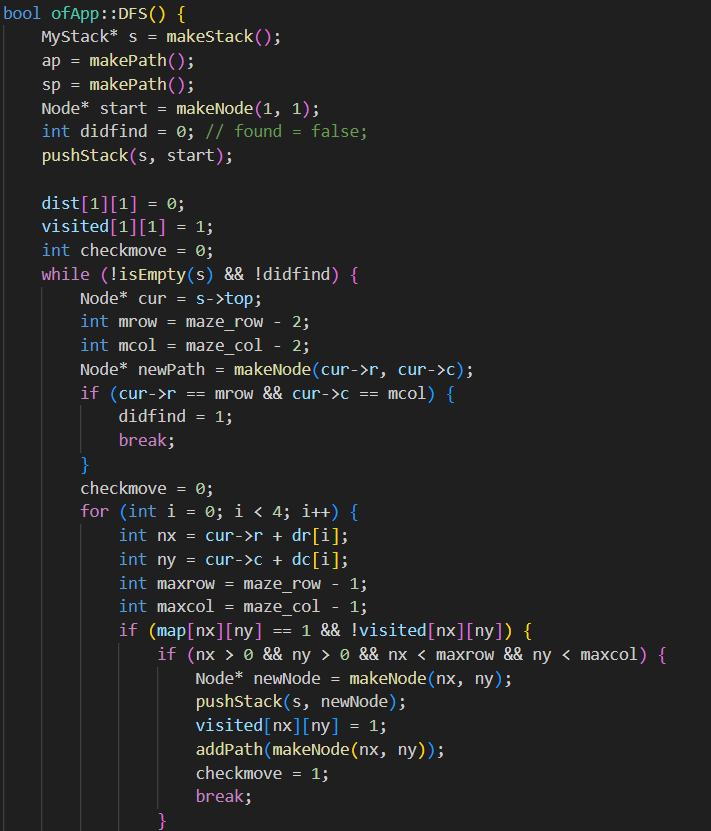 bool ofApp::DFS() {
    MyStack* s = makeStack();
    ap = makePath();
    sp = makePath();
    Node* start = makeNode(1, 1);
    int didfind = 0; // found = false;
    pushStack(s, start);

    dist[1][1] = 0;
    visited[1][1] = 1;
    int checkmove = 0;
    while (!isEmpty(s) && !didfind) {
        Node* cur = s->top;
        int mrow = maze_row - 2;
        int mcol = maze_col - 2;
        Node* newPath = makeNode(cur->r, cur->c);
        if (cur->r == mrow && cur->c == mcol) {
            didfind = 1;
            break;
        }
        checkmove = 0;
        for (int i = 0; i < 4; i++) {
            int nx = cur->r + dr[i];
            int ny = cur->c + dc[i];
            int maxrow = maze_row - 1;
            int maxcol = maze_col - 1;
            if (map[nx][ny] == 1 && !visited[nx][ny]) {
                if (nx > 0 && ny > 0 && nx < maxrow && ny < maxcol) {
                    Node* newNode = makeNode(nx, ny);
                    pushStack(s, newNode);
                    visited[nx][ny] = 1;
                    addPath(makeNode(nx, ny));
                    checkmove = 1;
                    break;
                }